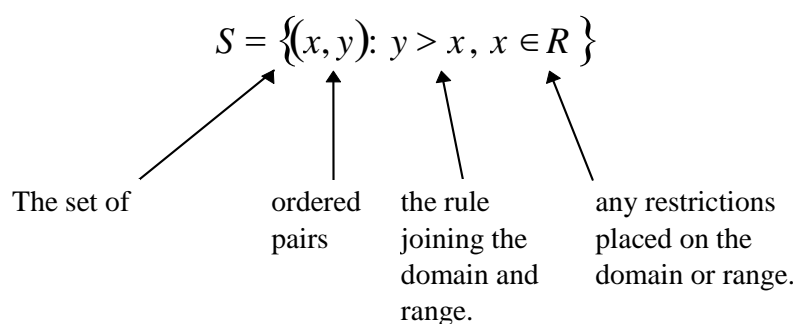 S = {(x, y): y > x, x ∈ R }
The set of
ordered
pairs
the rule
joining the
domain and
range.
any restrictions
placed on the
domain or range.